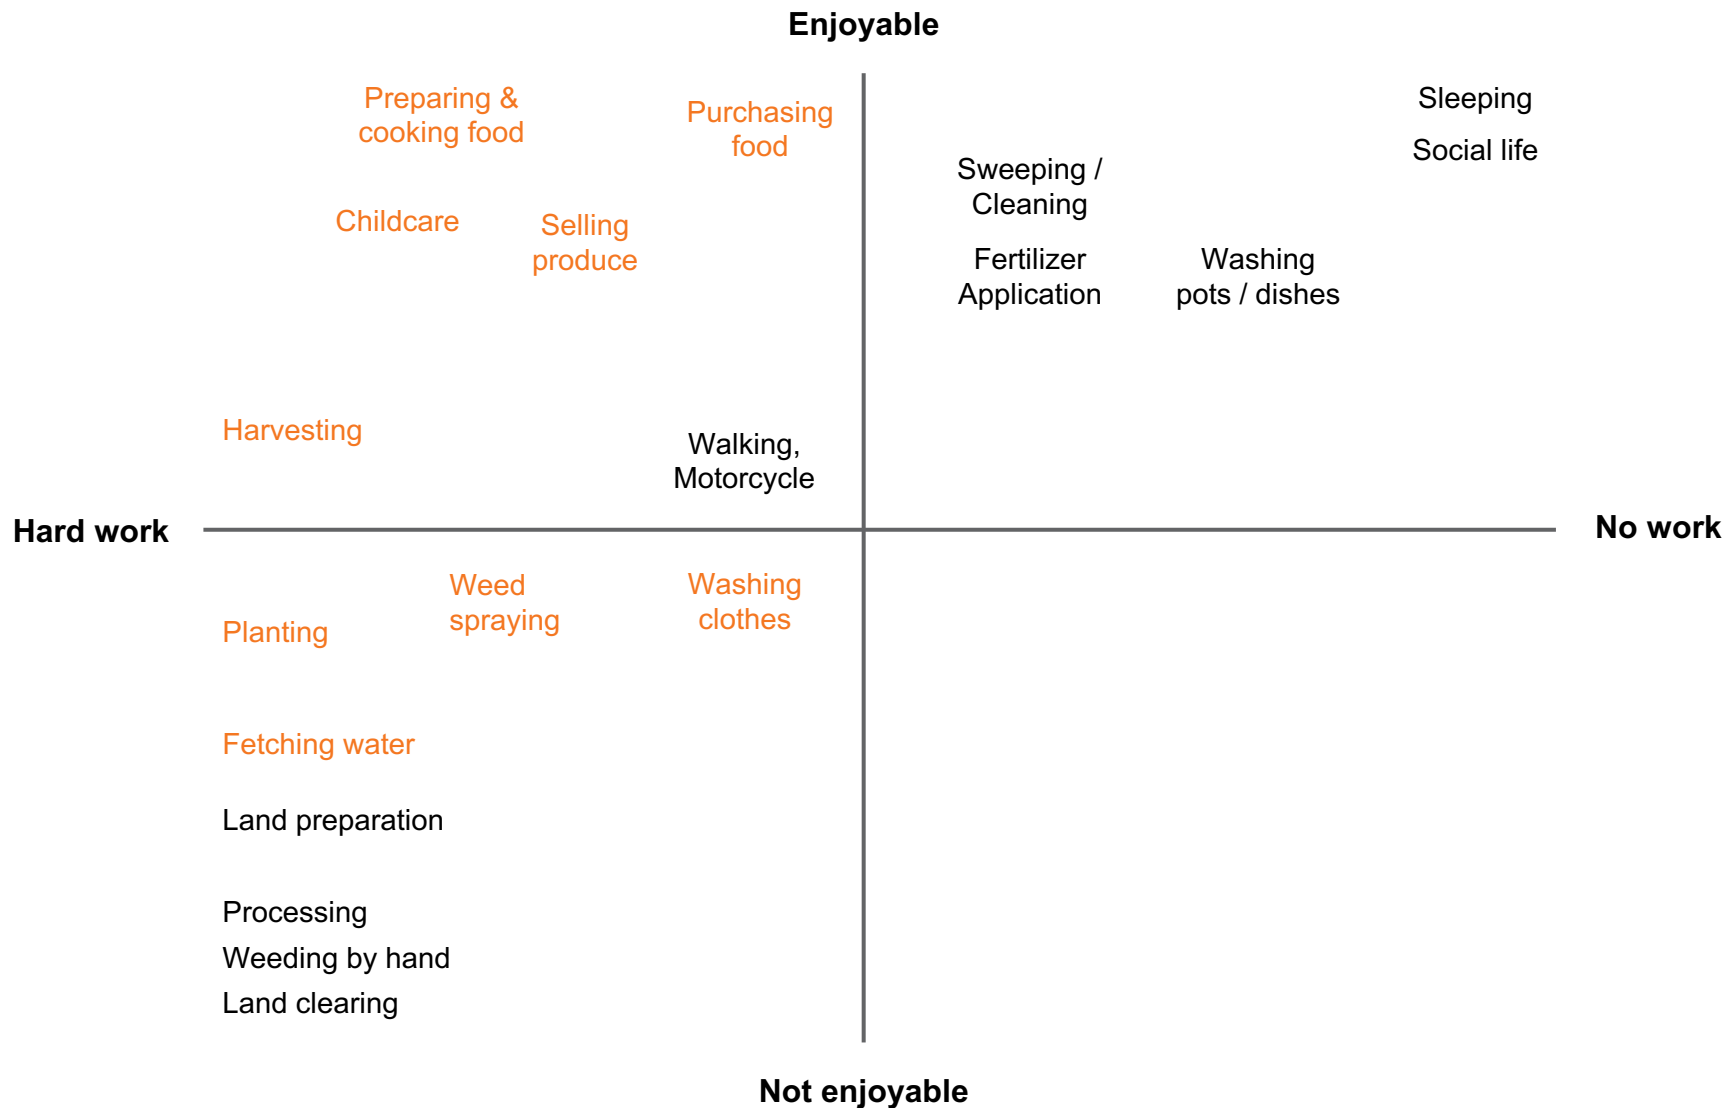 Enjoyable
Preparing &
cooking food
Purchasing
food
Sleeping
Social life
Sweeping /
Cleaning
Childcare
Selling
produce
Fertilizer
Application
Washing
pots / dishes
Harvesting
Walking,
Motorcycle
Hard work
No work
Weed
spraying
Washing
clothes
Planting
Fetching water
Land preparation
Processing
Weeding by hand
Land clearing
Not enjoyable